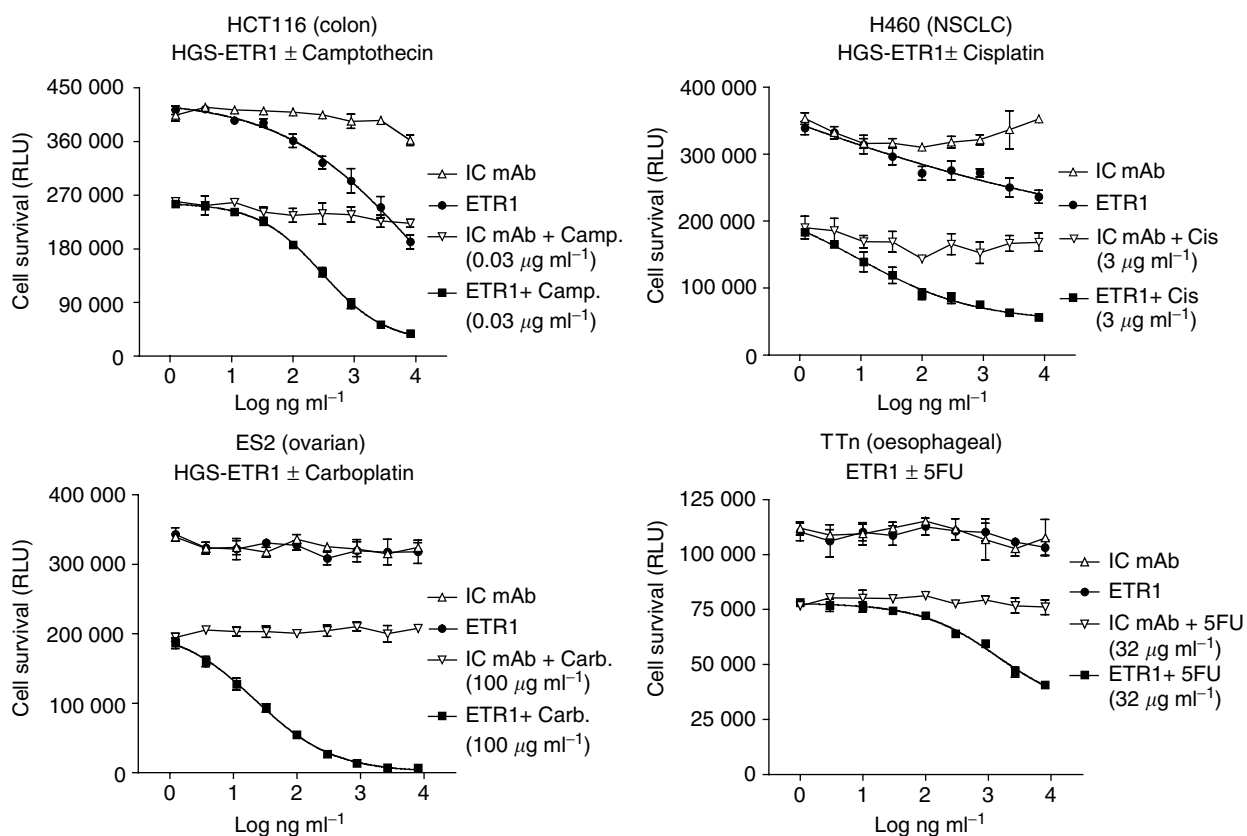 HCT116 (colon)
HGS-ETR1 ± Camptothecin
450 000
360 000
270 000
180 000
90 000
0
Cell survival (RLU)
0 1 2 3 4
Log ng ml⁻¹
IC mAb
ETR1
IC mAb + Camp.
(0.03 µg ml⁻¹)
ETR1+ Camp.
(0.03 µg ml⁻¹)
H460 (NSCLC)
HGS-ETR1± Cisplatin
400 000
300 000
200 000
100 000
0
Cell survival (RLU)
0 1 2 3 4
Log ng ml⁻¹
IC mAb
ETR1
IC mAb + Cis
(3 µg ml⁻¹)
ETR1+ Cis
(3 µg ml⁻¹)
ES2 (ovarian)
HGS-ETR1 ± Carboplatin
400 000
300 000
200 000
100 000
0
Cell survival (RLU)
0 1 2 3 4
Log ng ml⁻¹
IC mAb
ETR1
IC mAb + Carb.
(100 µg ml⁻¹)
ETR1+ Carb.
(100 µg ml⁻¹)
TTn (oesophageal)
ETR1 ± 5FU
125 000
100 000
75 000
50 000
25 000
0
Cell survival (RLU)
0 1 2 3 4
Log ng ml⁻¹
IC mAb
ETR1
IC mAb + 5FU
(32 µg ml⁻¹)
ETR1+ 5FU
(32 µg ml⁻¹)